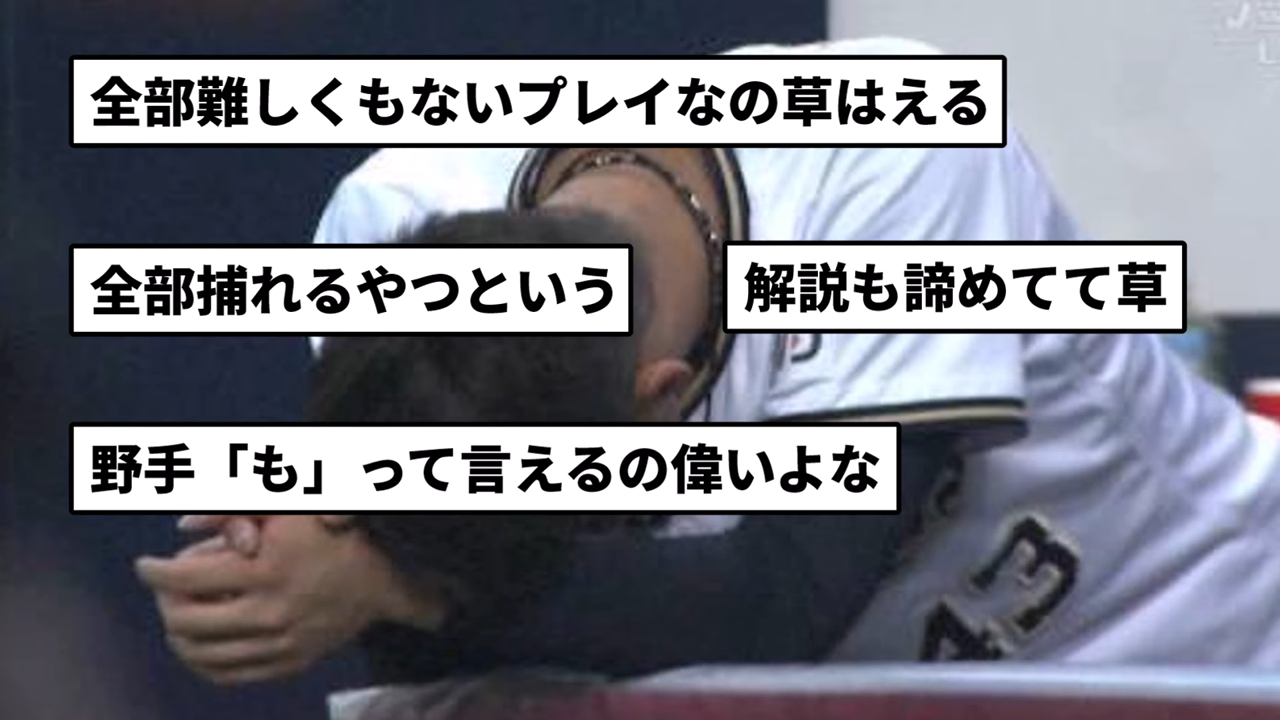 全部難しくもないプレイなの草はえる
全部捕れるやつという
解説も諦めてて草
野手「も」って言えるの偉いよな
43